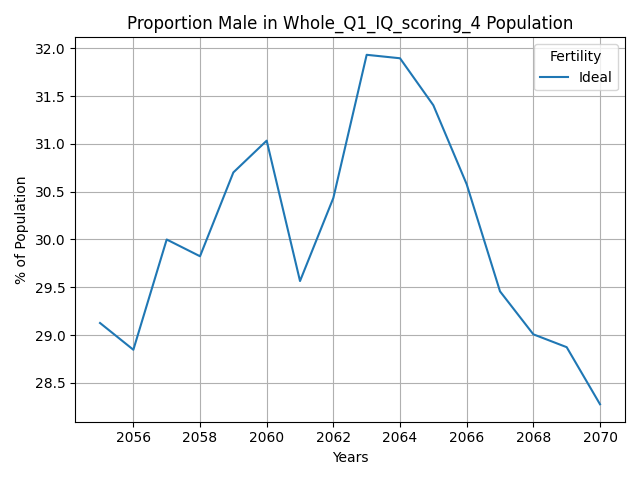 Proportion Male in Whole_Q1_IQ_scoring_4 Population
Fertility
Ideal
% of Population
32.0
31.5
31.0
30.5
30.0
29.5
29.0
28.5
2056 2058 2060 2062 2064 2066 2068 2070
Years